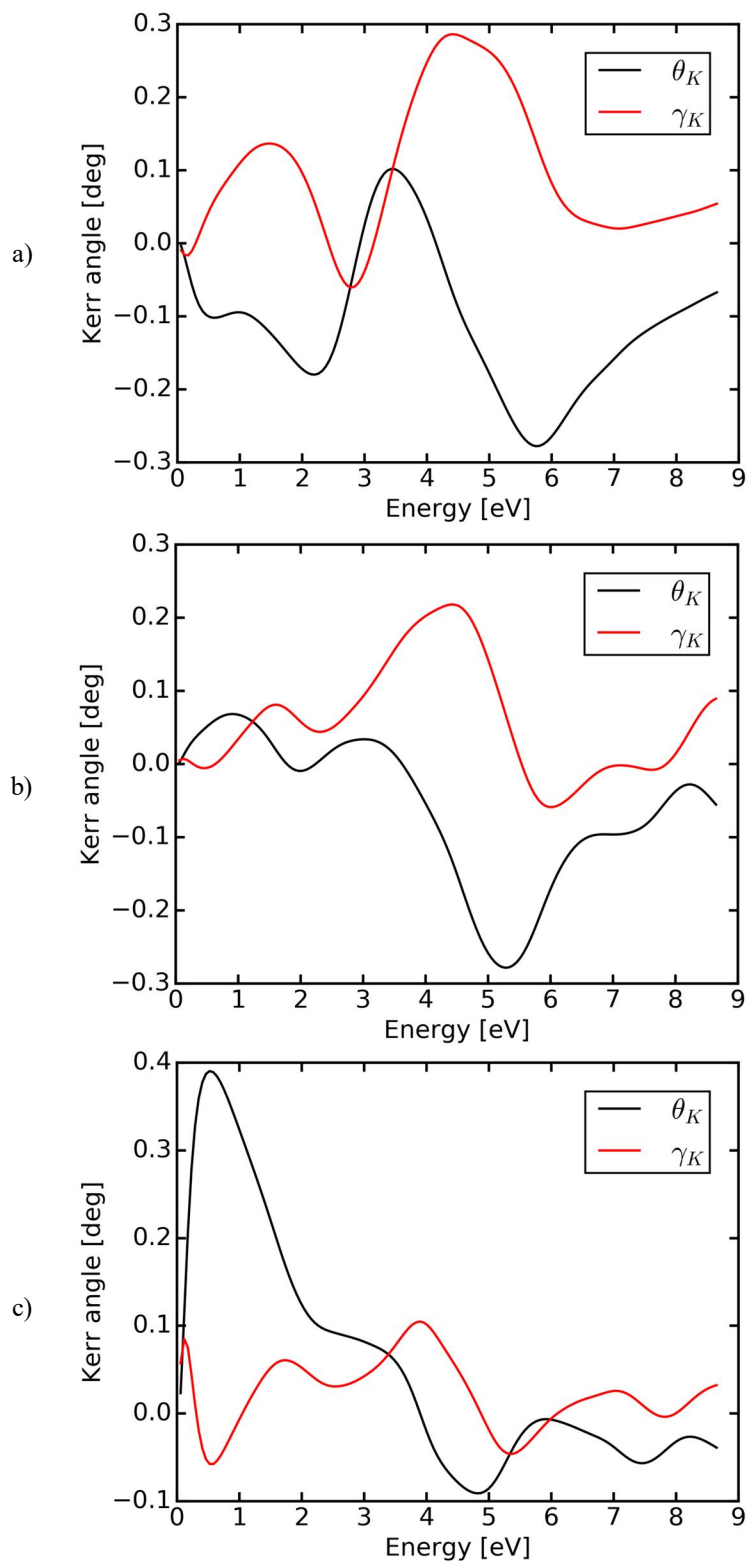 a)
Kerr angle [deg]
0.3
0.2
0.1
0.0
−0.1
−0.2
−0.3
θK
γK
0 1 2 3 4 5 6 7 8 9
Energy [eV]
b)
Kerr angle [deg]
0.3
0.2
0.1
0.0
−0.1
−0.2
−0.3
θK
γK
0 1 2 3 4 5 6 7 8 9
Energy [eV]
c)
Kerr angle [deg]
0.4
0.3
0.2
0.1
0.0
−0.1
θK
γK
0 1 2 3 4 5 6 7 8 9
Energy [eV]